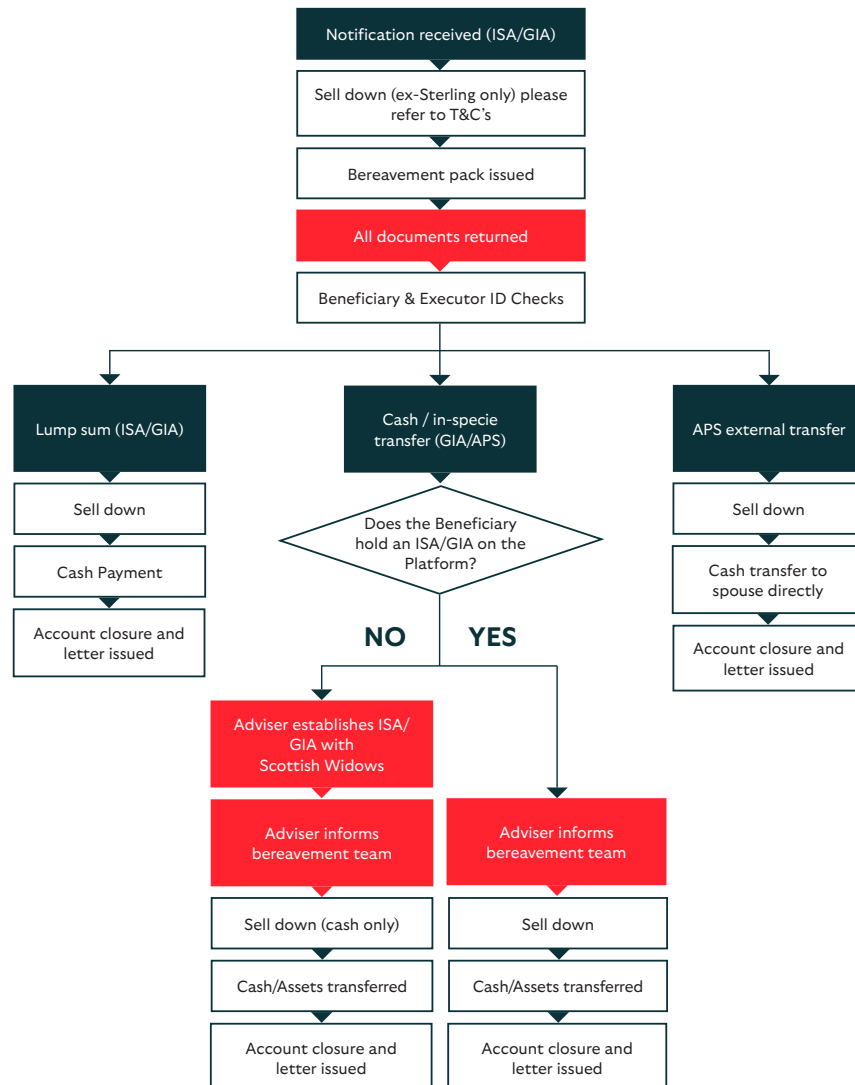 Notification received (ISA/GIA)
Sell down (ex-Sterling only) please
refer to T&C's
Bereavement pack issued
All documents returned
Beneficiary & Executor ID Checks
Lump sum (ISA/GIA)
Sell down
Cash Payment
Account closure and
letter issued
Cash / in-specie
transfer (GIA/APS)
Does the Beneficiary
hold an ISA/GIA on the
Platform?
APS external transfer
Sell down
Cash transfer to
spouse directly
Account closure and
letter issued
NO
Adviser establishes ISA/
GIA with
Scottish Widows
Adviser informs
bereavement team
Sell down (cash only)
Cash/Assets transferred
Account closure and
letter issued
YES
Adviser informs
bereavement team
Sell down
Cash/Assets transferred
Account closure and
letter issued